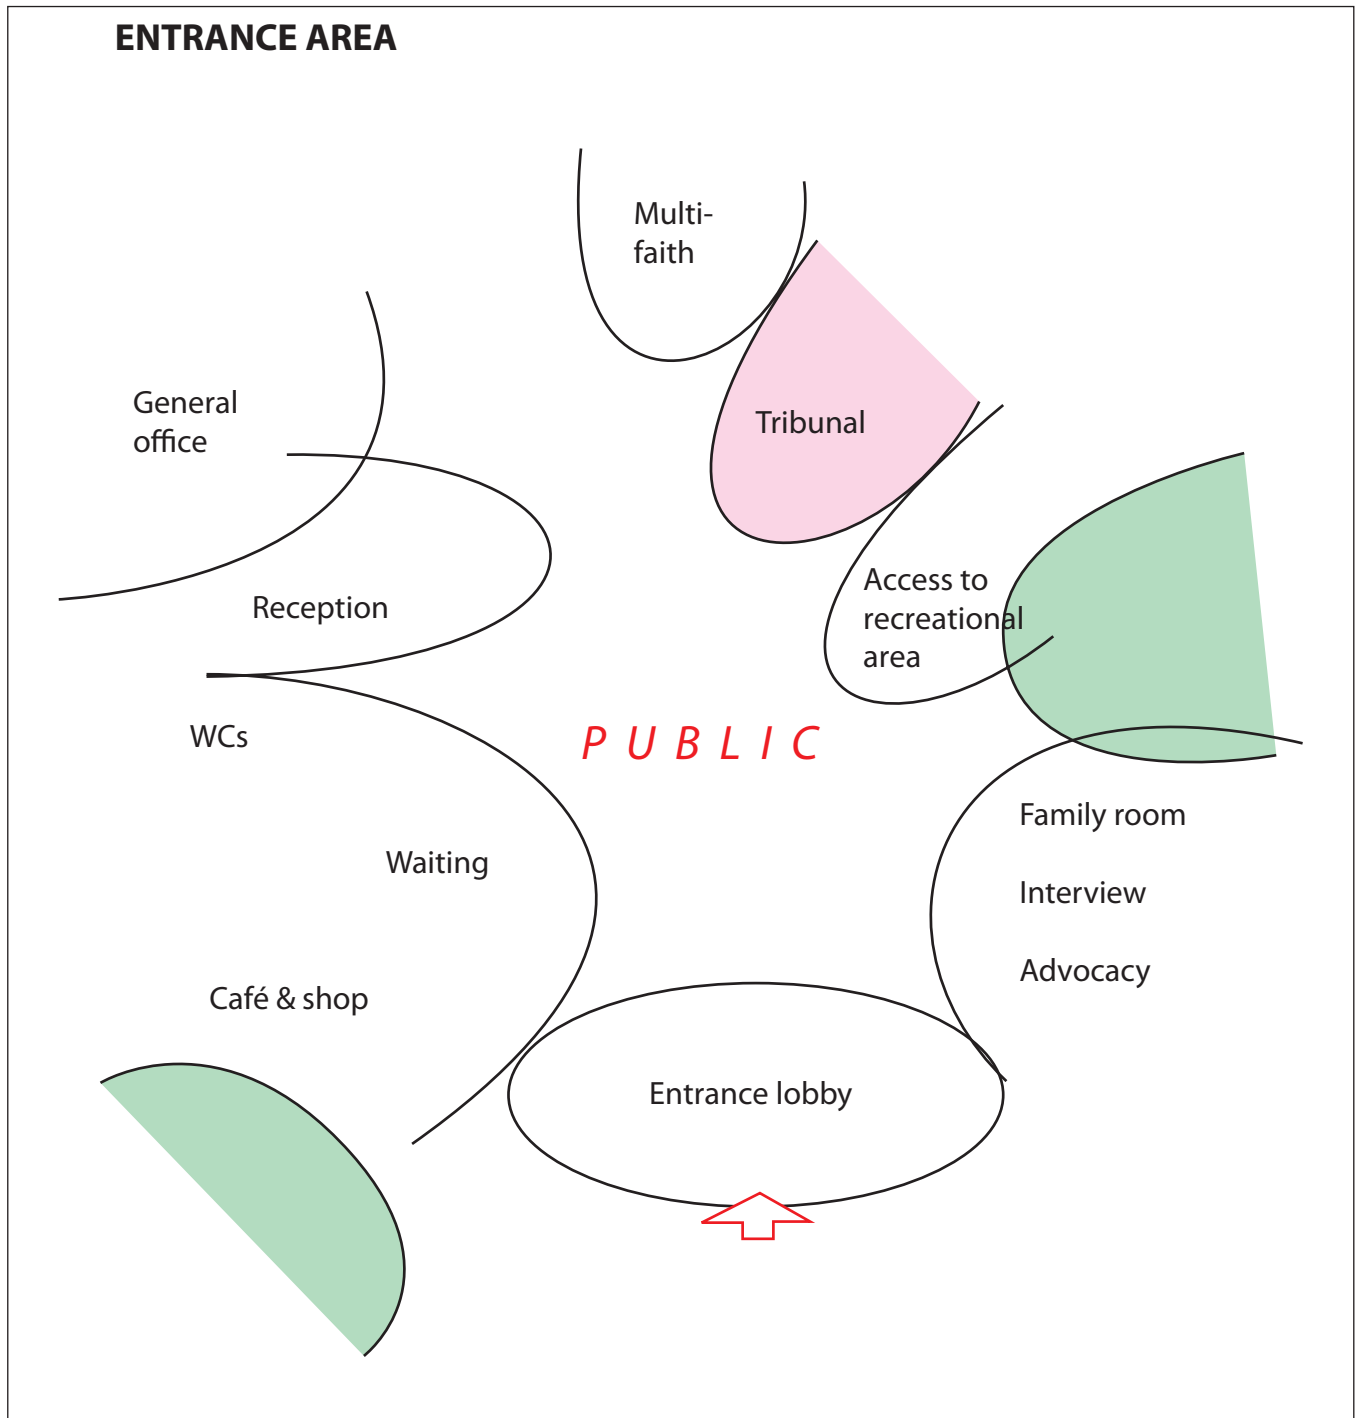 ENTRANCE AREA
Multi-
faith
General
office
Tribunal
Reception
Access to
recreational
area
WCs
PUBLIC
Waiting
Family room
Interview
Advocacy
Café & shop
Entrance lobby